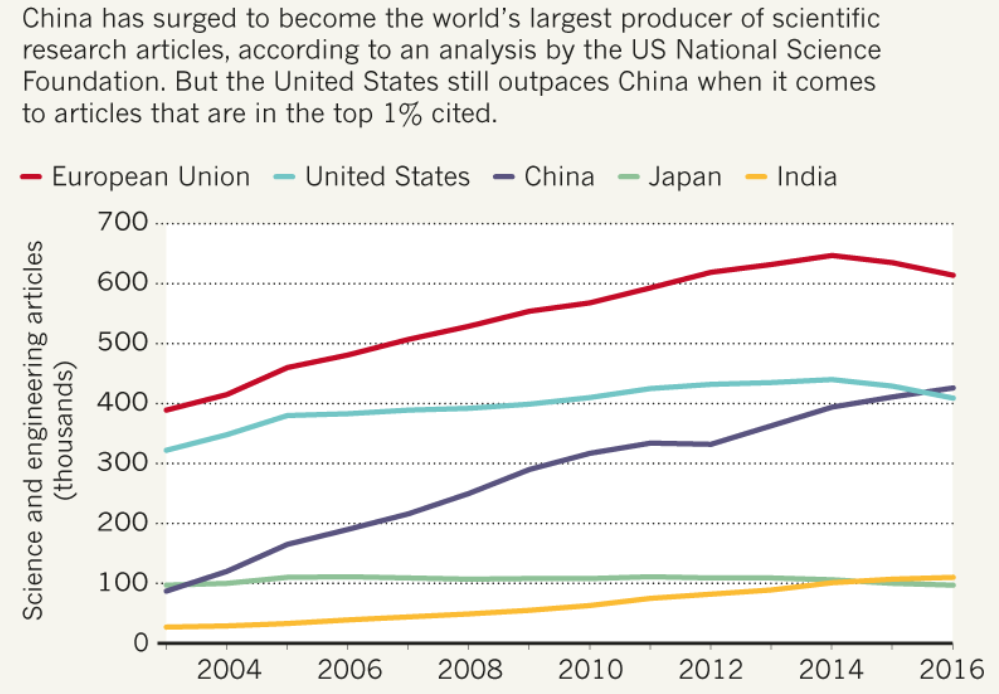 China has surged to become the world's largest producer of scientific
research articles, according to an analysis by the US National Science
Foundation. But the United States still outpaces China when it comes
to articles that are in the top 1% cited.
European Union United States China Japan India
Science and engineering articles
(thousands)
700
600
500
400
300
200
100
0
2004 2006 2008 2010 2012 2014 2016